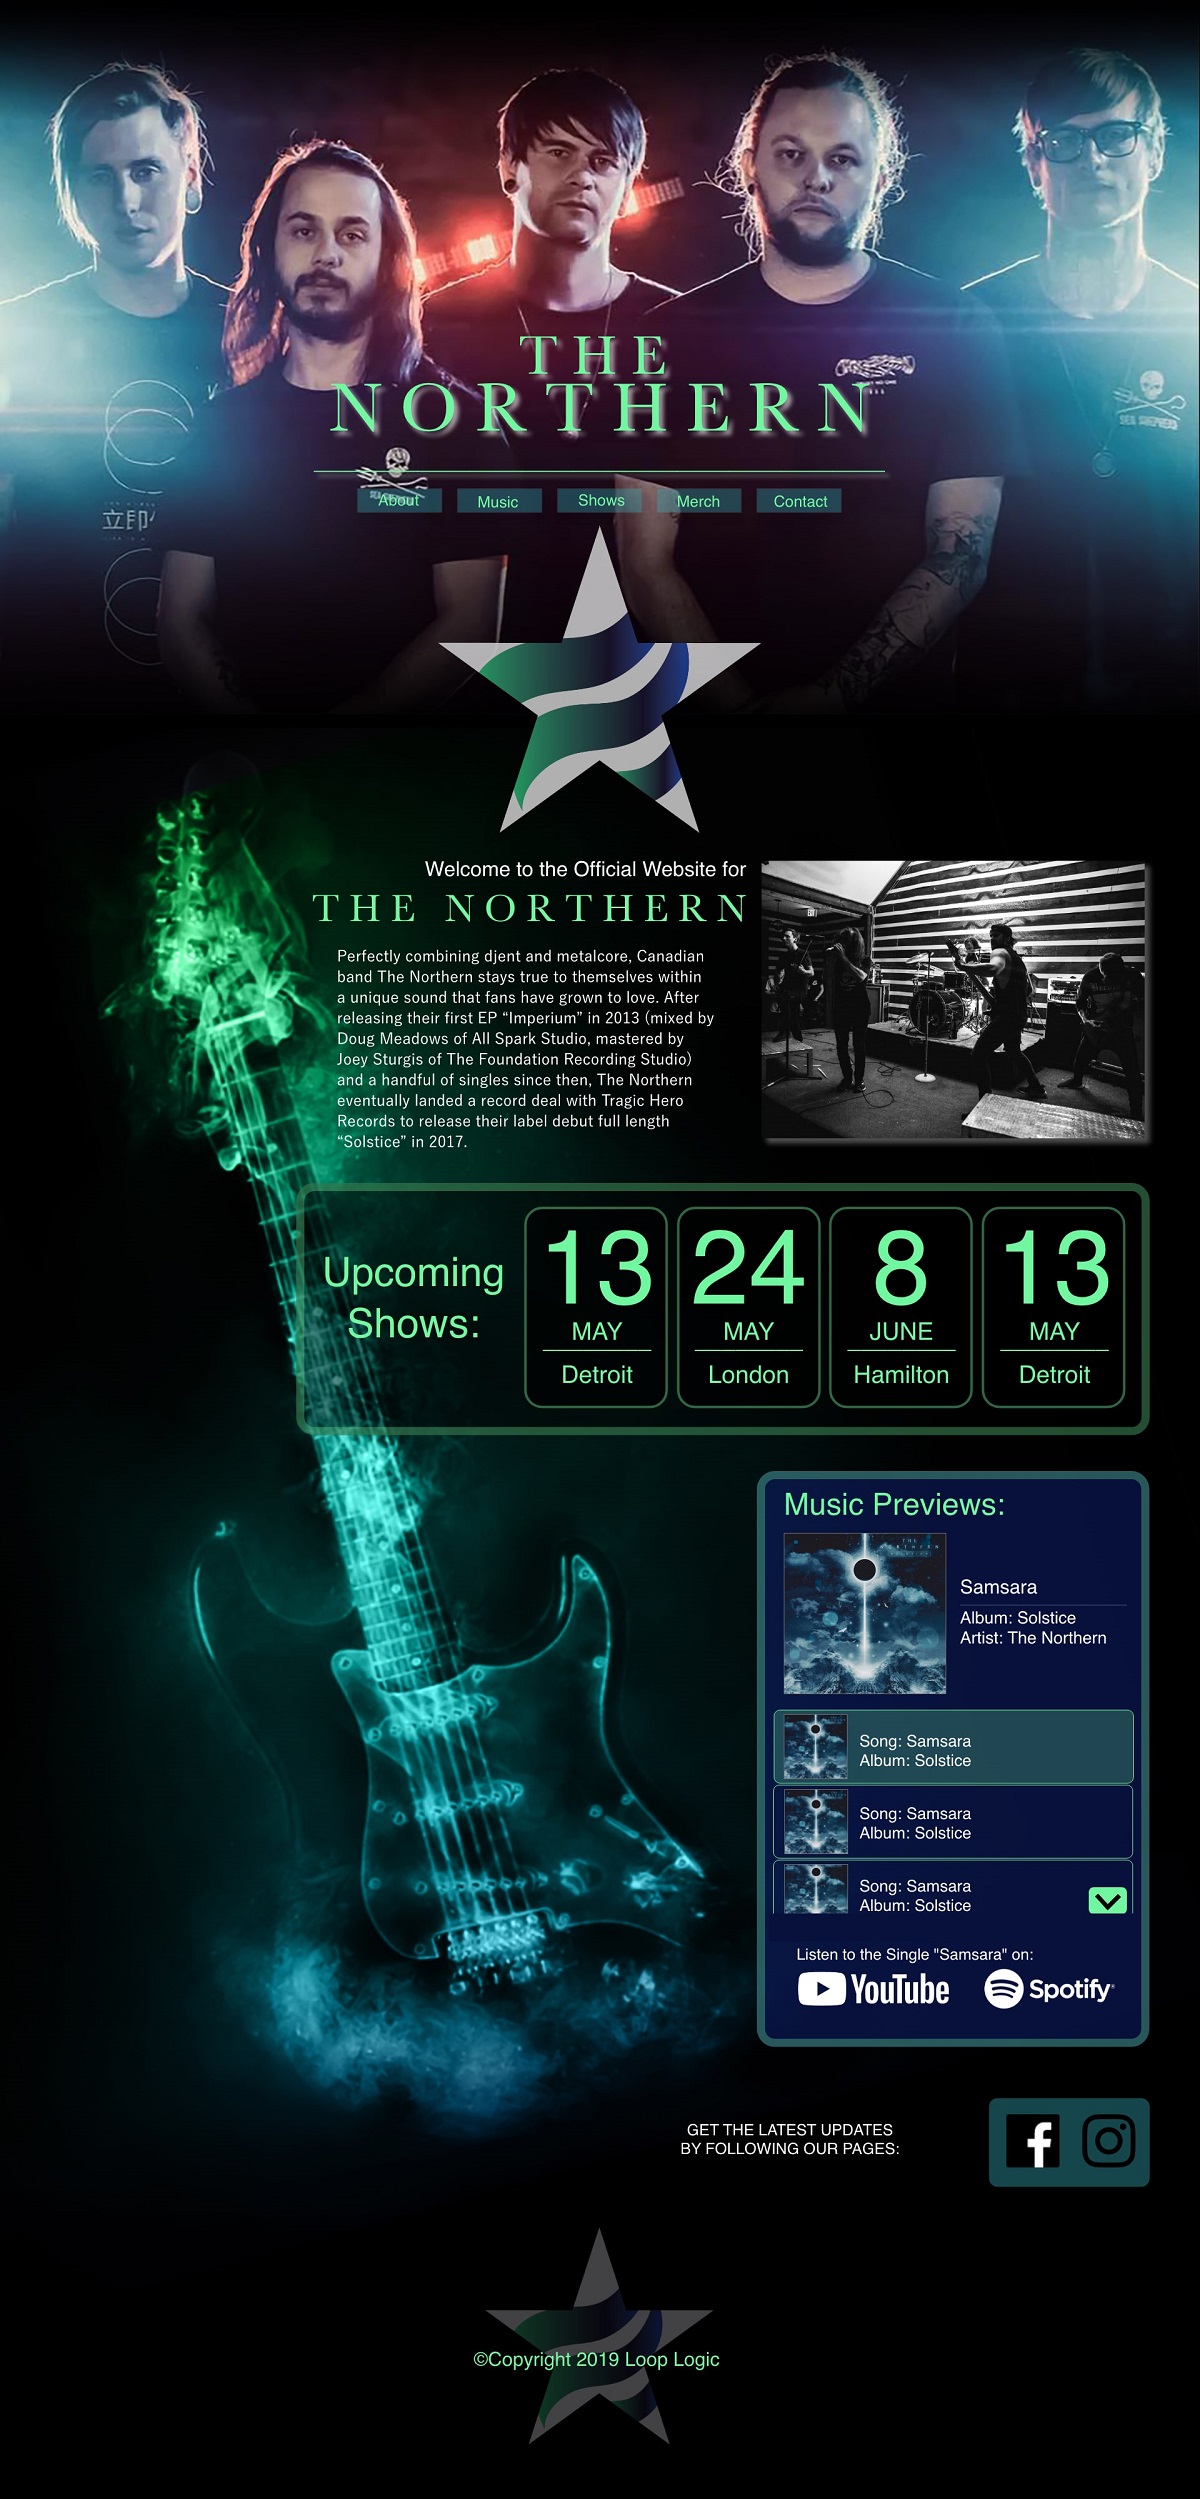 THE
NORTHERN
立印
SEA SHEPHERD
About
Music
Shows
Merch
Contact
Welcome to the Official Website for
THE NORTHERN
Perfectly combining djent and metalcore, Canadian
band The Northern stays true to themselves within
a unique sound that fans have grown to love. After
releasing their first EP “Imperium” in 2013 (mixed by
Doug Meadows of All Spark Studio, mastered by
Joey Sturgis of The Foundation Recording Studio)
and a handful of singles since then, The Northern
eventually landed a record deal with Tragic Hero
Records to release their label debut full length
“Solstice” in 2017.
Upcoming
Shows:
13
MAY
Detroit
24
MAY
London
8
JUNE
Hamilton
13
MAY
Detroit
Music Previews:
THE
NORTHERN
Samsara
Album: Solstice
Artist: The Northern
Song: Samsara
Album: Solstice
Song: Samsara
Album: Solstice
Song: Samsara
Album: Solstice
Listen to the Single "Samsara" on:
YouTube
Spotify
GET THE LATEST UPDATES
BY FOLLOWING OUR PAGES:
©Copyright 2019 Loop Logic